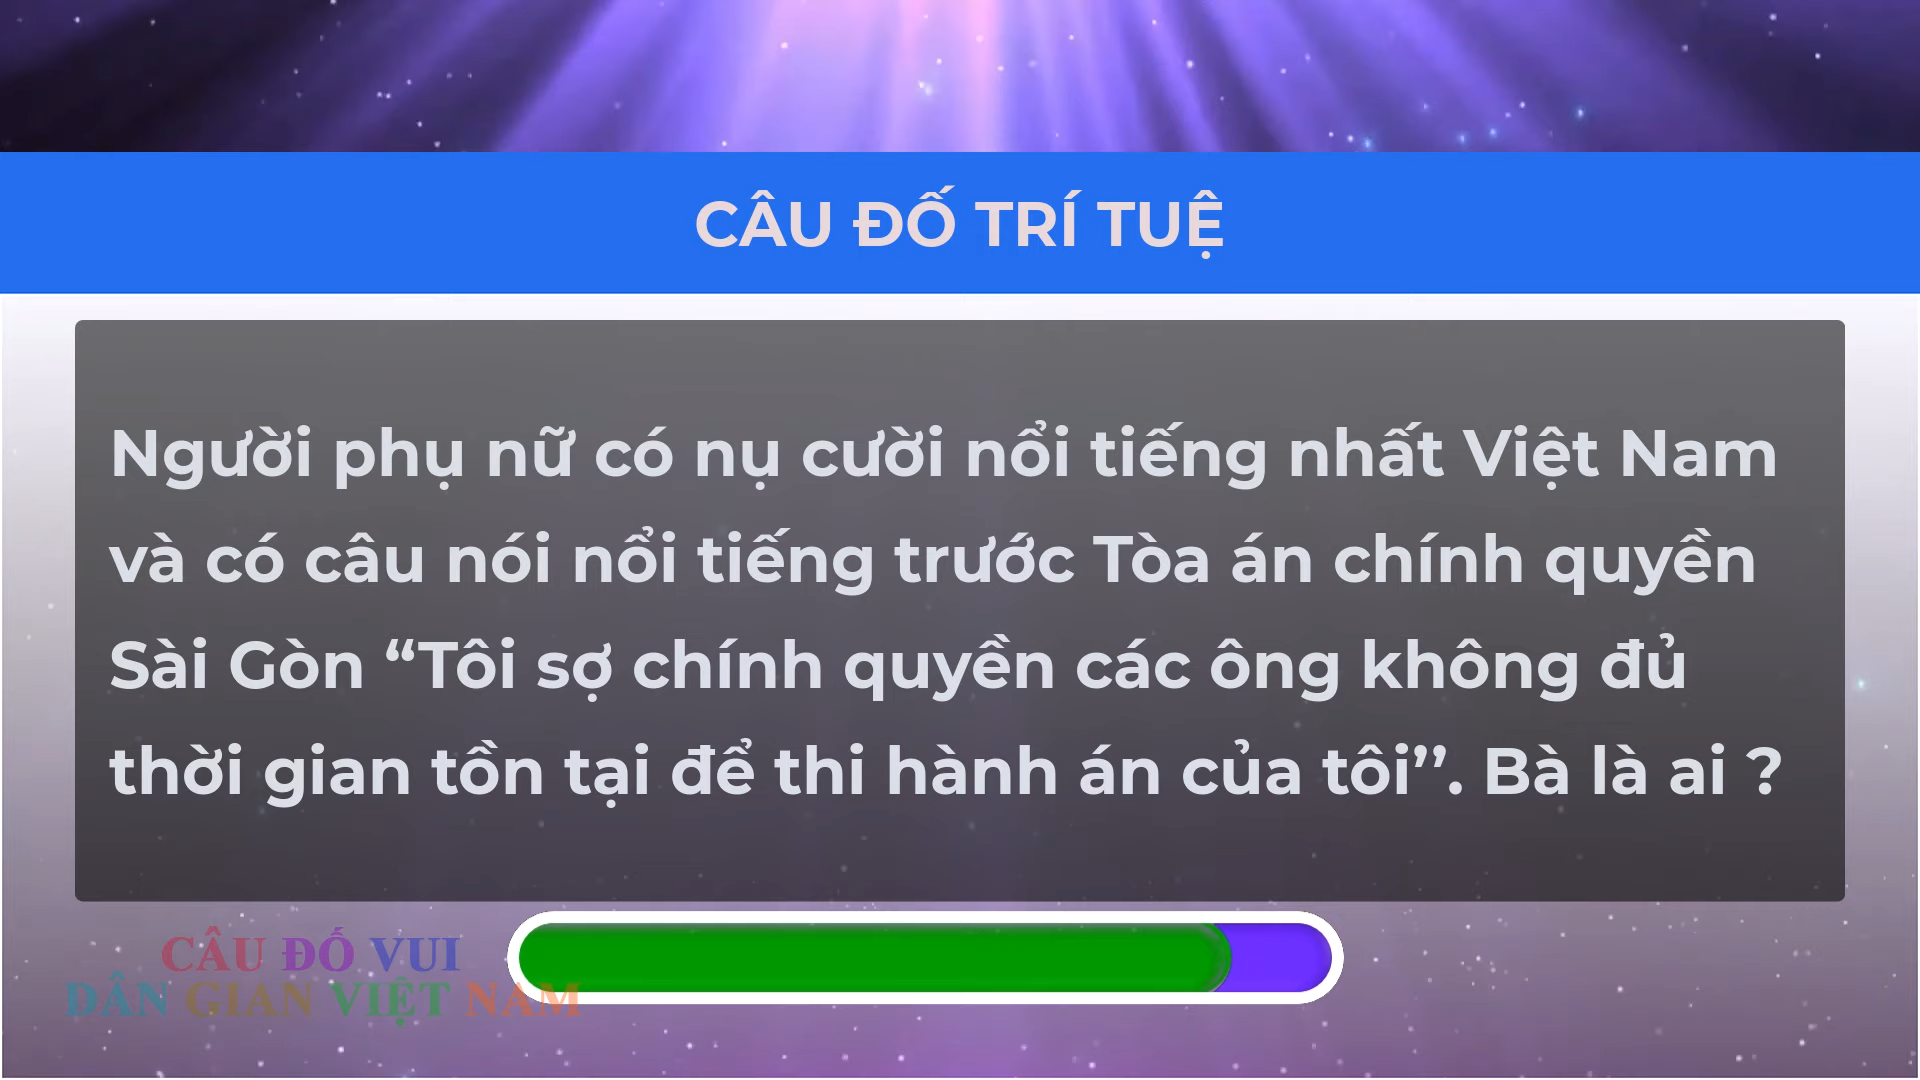 CÂU ĐỐ TRÍ TUỆ
Người phụ nữ có nụ cười nổi tiếng nhất Việt Nam
và có câu nói nổi tiếng trước Tòa án chính quyền
Sài Gòn “Tôi sợ chính quyền các ông không đủ
thời gian tồn tại để thi hành án của tôi’’. Bà là ai ?
CÂU ĐỐ VUI
DÂN GIAN VIỆT NAM